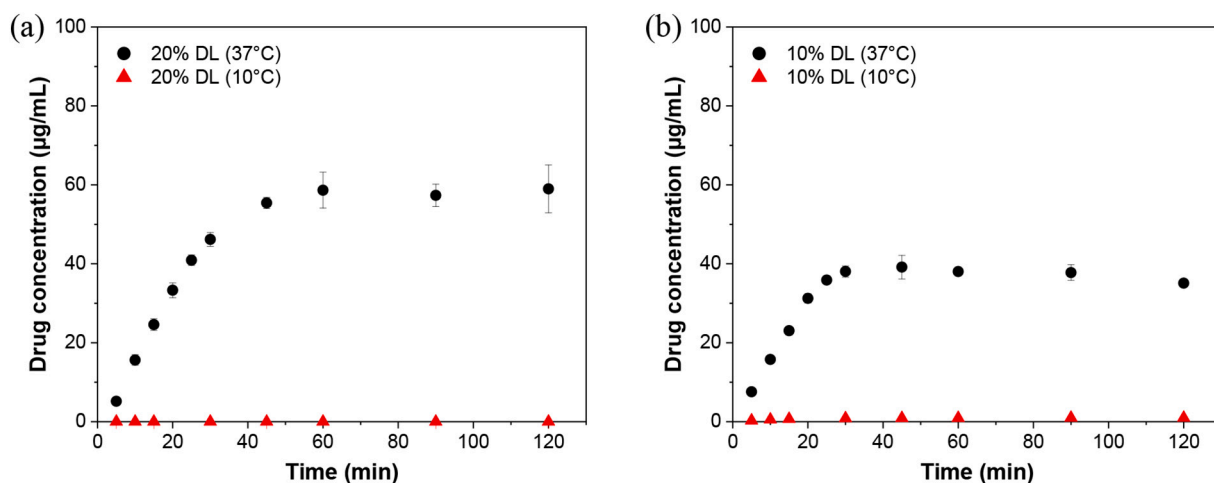 (a)
100
80
60
40
20
0
Drug concentration (µg/mL)
20% DL (37°C)
20% DL (10°C)
0 20 40 60 80 100 120
Time (min)
(b)
100
80
60
40
20
0
Drug concentration (µg/mL)
10% DL (37°C)
10% DL (10°C)
0 20 40 60 80 100 120
Time (min)